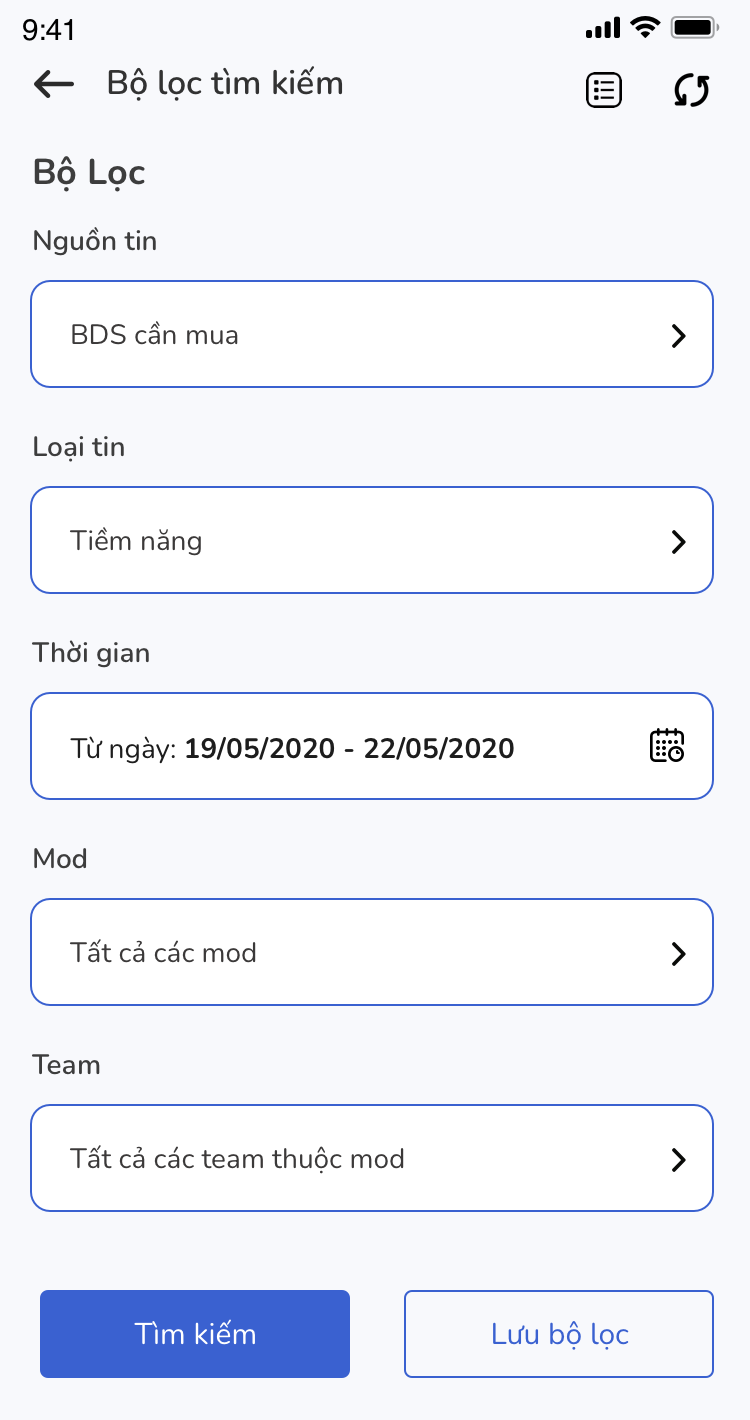 9:41
Bộ lọc tìm kiếm
Bộ Lọc
Nguồn tin
BDS cần mua
Loại tin
Tiềm năng
Thời gian
Từ ngày: 19/05/2020 - 22/05/2020
Mod
Tất cả các mod
Team
Tất cả các team thuộc mod
Tìm kiếm
Lưu bộ lọc